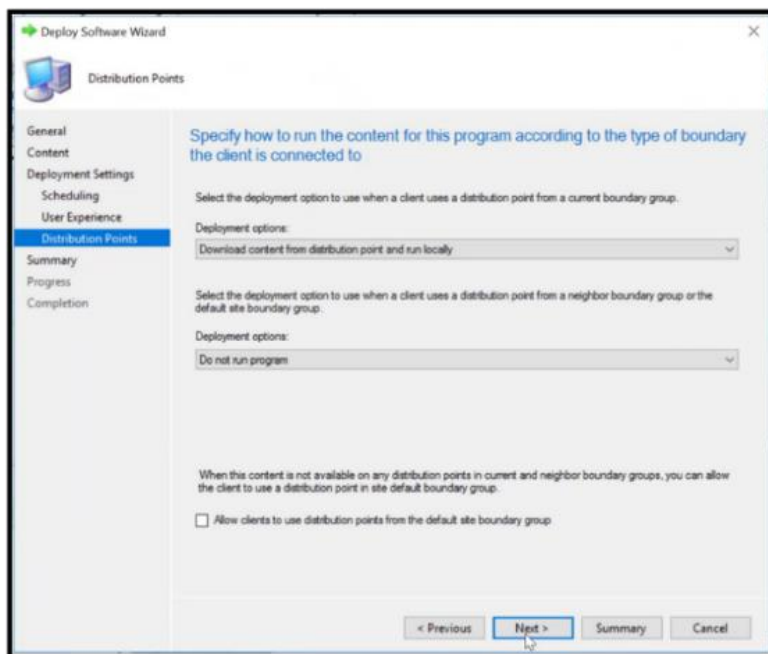 Deploy Software Wizard
Distribution Points
General
Content
Deployment Settings
Scheduling
User Experience
Distribution Points
Summary
Progress
Completion
Specify how to run the content for this program according to the type of boundary
the client is connected to
Select the deployment option to use when a client uses a distribution point from a current boundary group.
Deployment options:
Download content from distribution point and run locally
Select the deployment option to use when a client uses a distribution point from a neighbor boundary group or the
default site boundary group.
Deployment options:
Do not run program
When this content is not available on any distribution points in current and neighbor boundary groups, you can allow
the client to use a distribution point in site default boundary group.
Allow clients to use distribution points from the default site boundary group
< Previous
Next >
Summary
Cancel